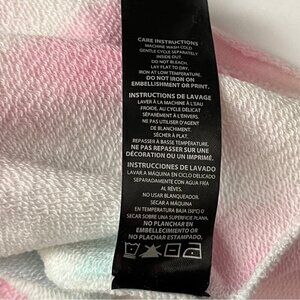 CARE INSTRUCTIONS
MACHINE WASH COLD
GENTLE CYCLE SEPARATELY
INSIDE OUT.
DO NOT BLEACH.
LAY FLAT TO DRY.
IRON AT LOW TEMPERATURE.
DO NOT IRON ON
EMBELLISHMENT OR PRINT.
INSTRUCTIONS DE LAVAGE
LAVER À LA MACHINE À L'EAU
FROIDE, AU CYCLE DÉLICAT
SÉPARÉMENT À L'ENVERS.
NE PAS UTILISER D'AGENT
DE BLANCHIMENT.
SÉCHER À PLAT.
REPASSER À BASSE TEMPÉRATURE.
NE PAS REPASSER SUR UNE
DÉCORATION OU UN IMPRIMÉ.
INSTRUCCIONES DE LAVADO
LAVAR A MÁQUINA EN CICLO DELICADO
SEPARADAMENTE CON AGUA FRÍA
AL RÉVES.
NO USAR BLANQUEADOR.
SECAR A MÁQUINA
EN TEMPERATURA BAJA
SECAR SOBRE UNA SUPERFICIE PLANA.
NO PLANCHAR EN
EMBELLECIMIENTO O
NO PLACHAR ESTAMPADO.